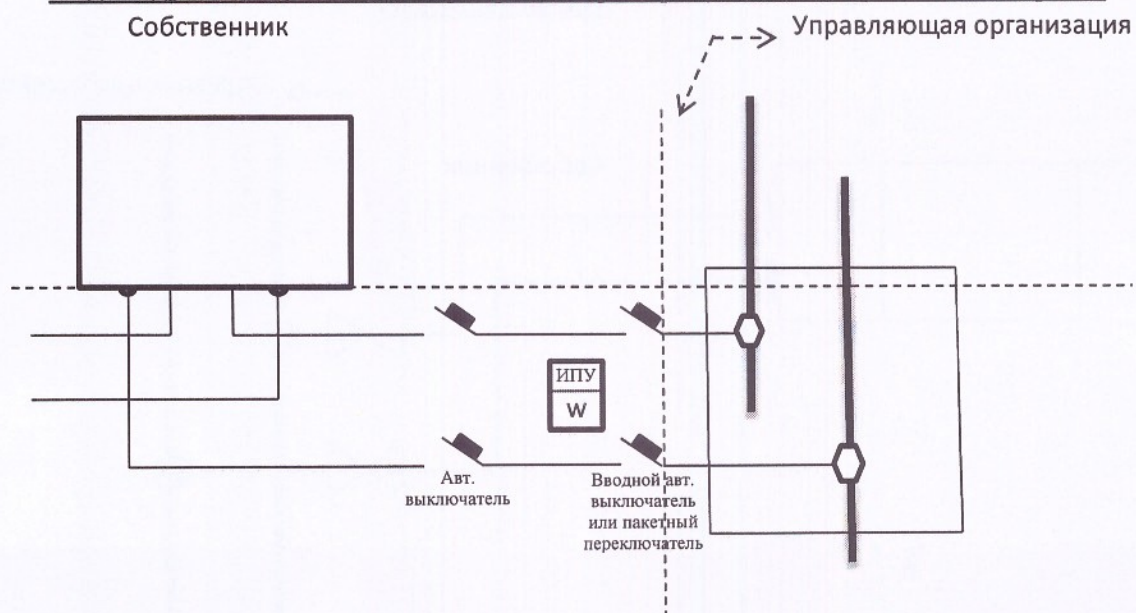 Собственник
Управляющая организация
ИПУ
W
Авт.
выключатель
Вводной авт.
выключатель
или пакетный
переключатель